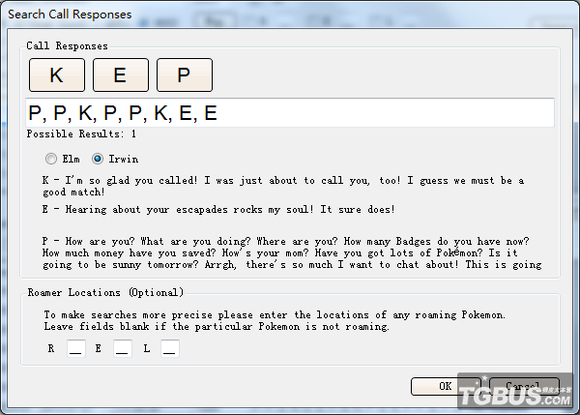 Search Call Responses
Call Responses
K E P
P, P, K, P, P, K, E, E
Possible Results: 1
Elm Irwin
K - I'm so glad you called! I was just about to call you, too! I guess we must be a
good match!
E - Hearing about your escapades rocks my soul! It sure does!
P - How are you? What are you doing? Where are you? How many Badges do you have now?
How much money have you saved? How's your mom? Have you got lots of Pokémon? Is it
going to be sunny tomorrow? Arrgh, there's so much I want to chat about! This is going
Roamer Locations (Optional)
To make searches more precise please enter the locations of any roaming Pokemon.
Leave fields blank if the particular Pokemon is not roaming.
R __ E __ L __
OK Cancel
TGBUS.COM